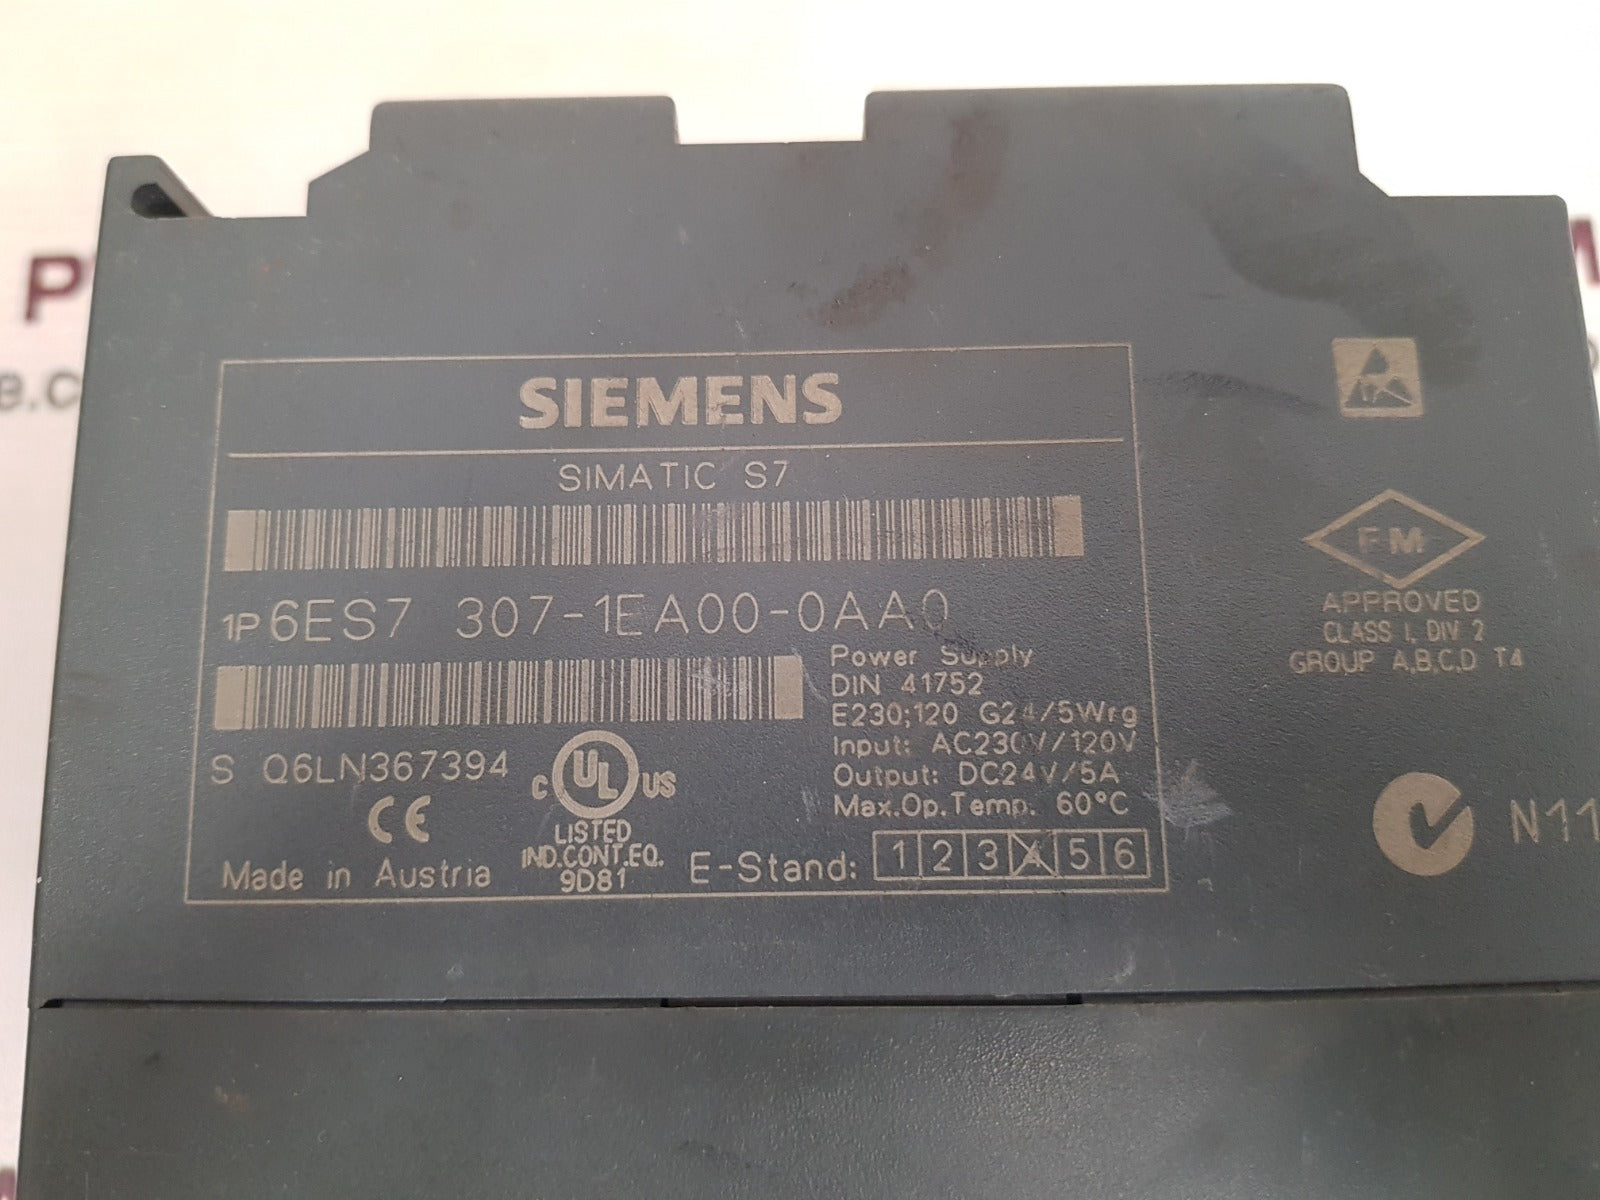 SIEMENS
SIMATIC S7
1P 6ES7 307-1EA00-0AA0
Power Supply
DIN 41752
E230;120 G24/5Wrg
Input: AC230V/120V
Output: DC24V/5A
Max.Op.Temp. 60°C
S Q6LN367394
CE
C UL US
LISTED
IND.CONT.EQ.
9D81
Made in Austria
E-Stand: 1 2 3 4 5 6
FM
APPROVED
CLASS I, DIV 2
GROUP A,B,C,D T4
N11